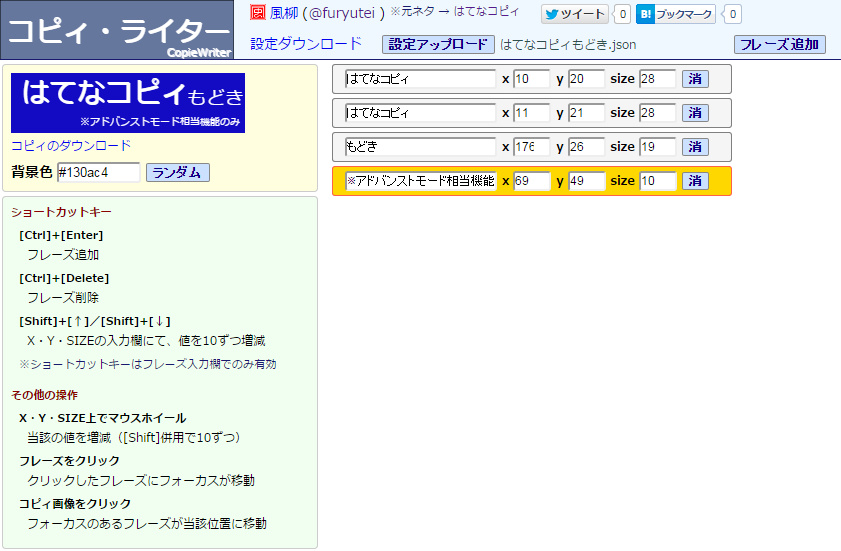 コピィ・ライター
CopieWriter
風柳 (@furyutei ) ※元ネタ → はてなコピィ
ツイート 0 B! ブックマーク 0
設定ダウンロード 設定アップロード はてなコピィもどき.json フレーズ追加
はてなコピィもどき
※アドバンストモード相当機能のみ
コピィのダウンロード
背景色 #130ac4 ランダム
はてなコピィ x 10 y 20 size 28 消
はてなコピィ x 11 y 21 size 28 消
もどき x 176 y 26 size 19 消
※アドバンストモード相当機能 x 69 y 49 size 10 消
ショートカットキー
[Ctrl]+[Enter]
フレーズ追加
[Ctrl]+[Delete]
フレーズ削除
[Shift]+[↑]／[Shift]+[↓]
X・Y・SIZEの入力欄にて、値を10ずつ増減
※ショートカットキーはフレーズ入力欄でのみ有効
その他の操作
X・Y・SIZE上でマウスホイール
当該の値を増減（[Shift]併用で10ずつ）
フレーズをクリック
クリックしたフレーズにフォーカスが移動
コピィ画像をクリック
フォーカスのあるフレーズが当該位置に移動